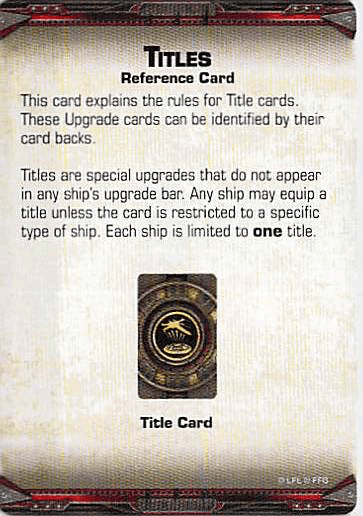 Titles
Reference Card
This card explains the rules for Title cards.
These Upgrade cards can be identified by their
card backs.
Titles are special upgrades that do not appear
in any ship's upgrade bar. Any ship may equip a
title unless the card is restricted to a specific
type of ship. Each ship is limited to one title.
Title Card
© LFL © FFG